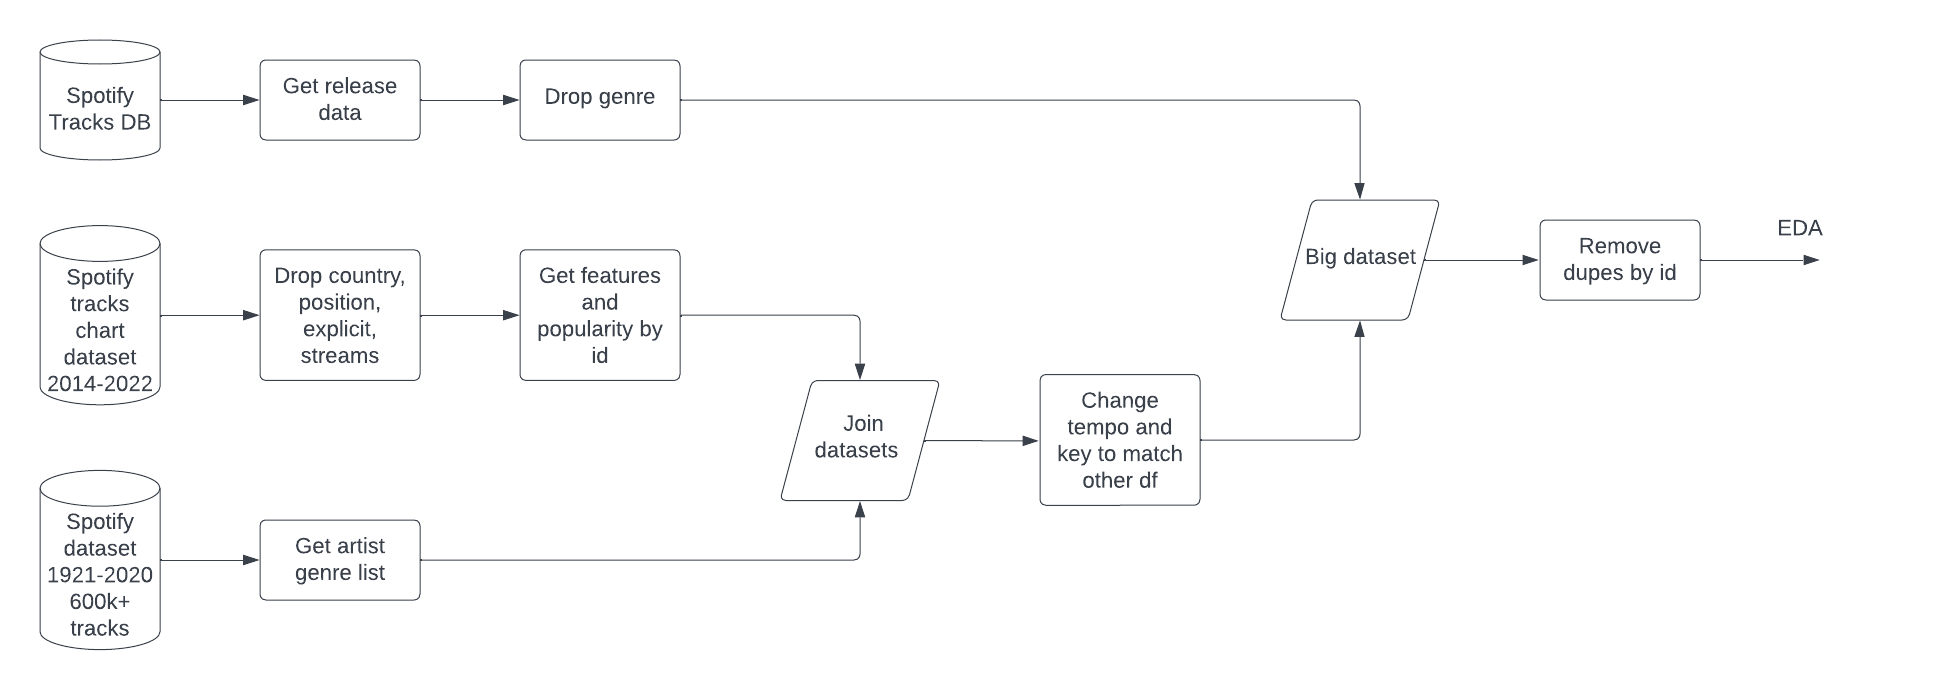 Spotify
Tracks DB
Get release
data
Drop genre
Spotify
tracks
chart
dataset
2014-2022
Drop country,
position,
explicit,
streams
Get features
and
popularity by
id
Spotify
dataset
1921-2020
600k+
tracks
Get artist
genre list
Join
datasets
Change
tempo and
key to match
other df
Big dataset
Remove
dupes by id
EDA